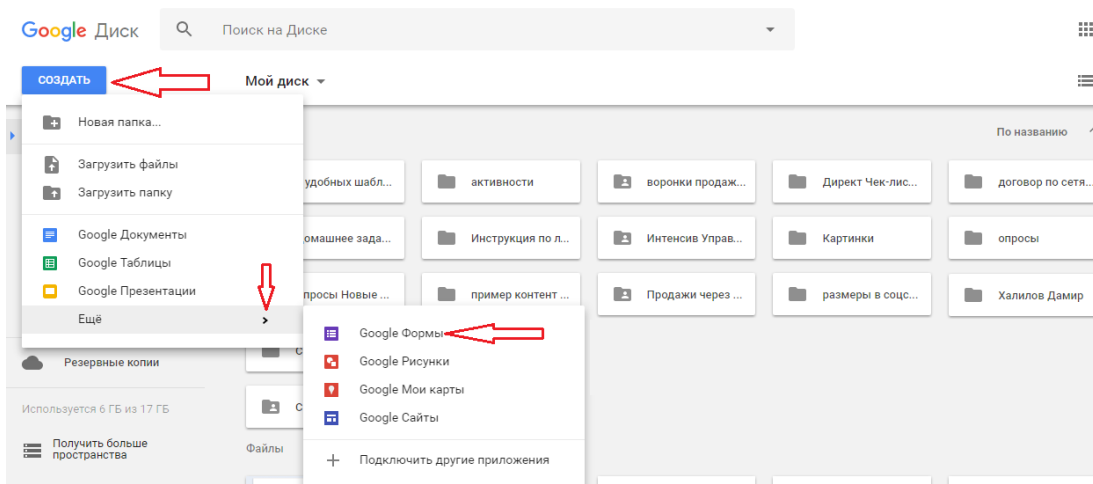 Google Диск
Поиск на Диске
СОЗДАТЬ
Мой диск
Новая папка...
По названию
Загрузить файлы
Загрузить папку
удобных шабл...
активности
воронки продаж...
Директ Чек-лис...
договор по сетя...
Google Документы
омашнее зада...
Инструкция по л...
Интенсив Управ...
Картинки
опросы
Google Таблицы
Google Презентации
просы Новые ...
пример контент ...
Продажи через ...
размеры в соцс...
Халилов Дамир
Ещё
Google Формы
Google Рисунки
Google Мои карты
Google Сайты
Подключить другие приложения
Резервные копии
Используется 6 ГБ из 17 ГБ
Получить больше
пространства
Файлы